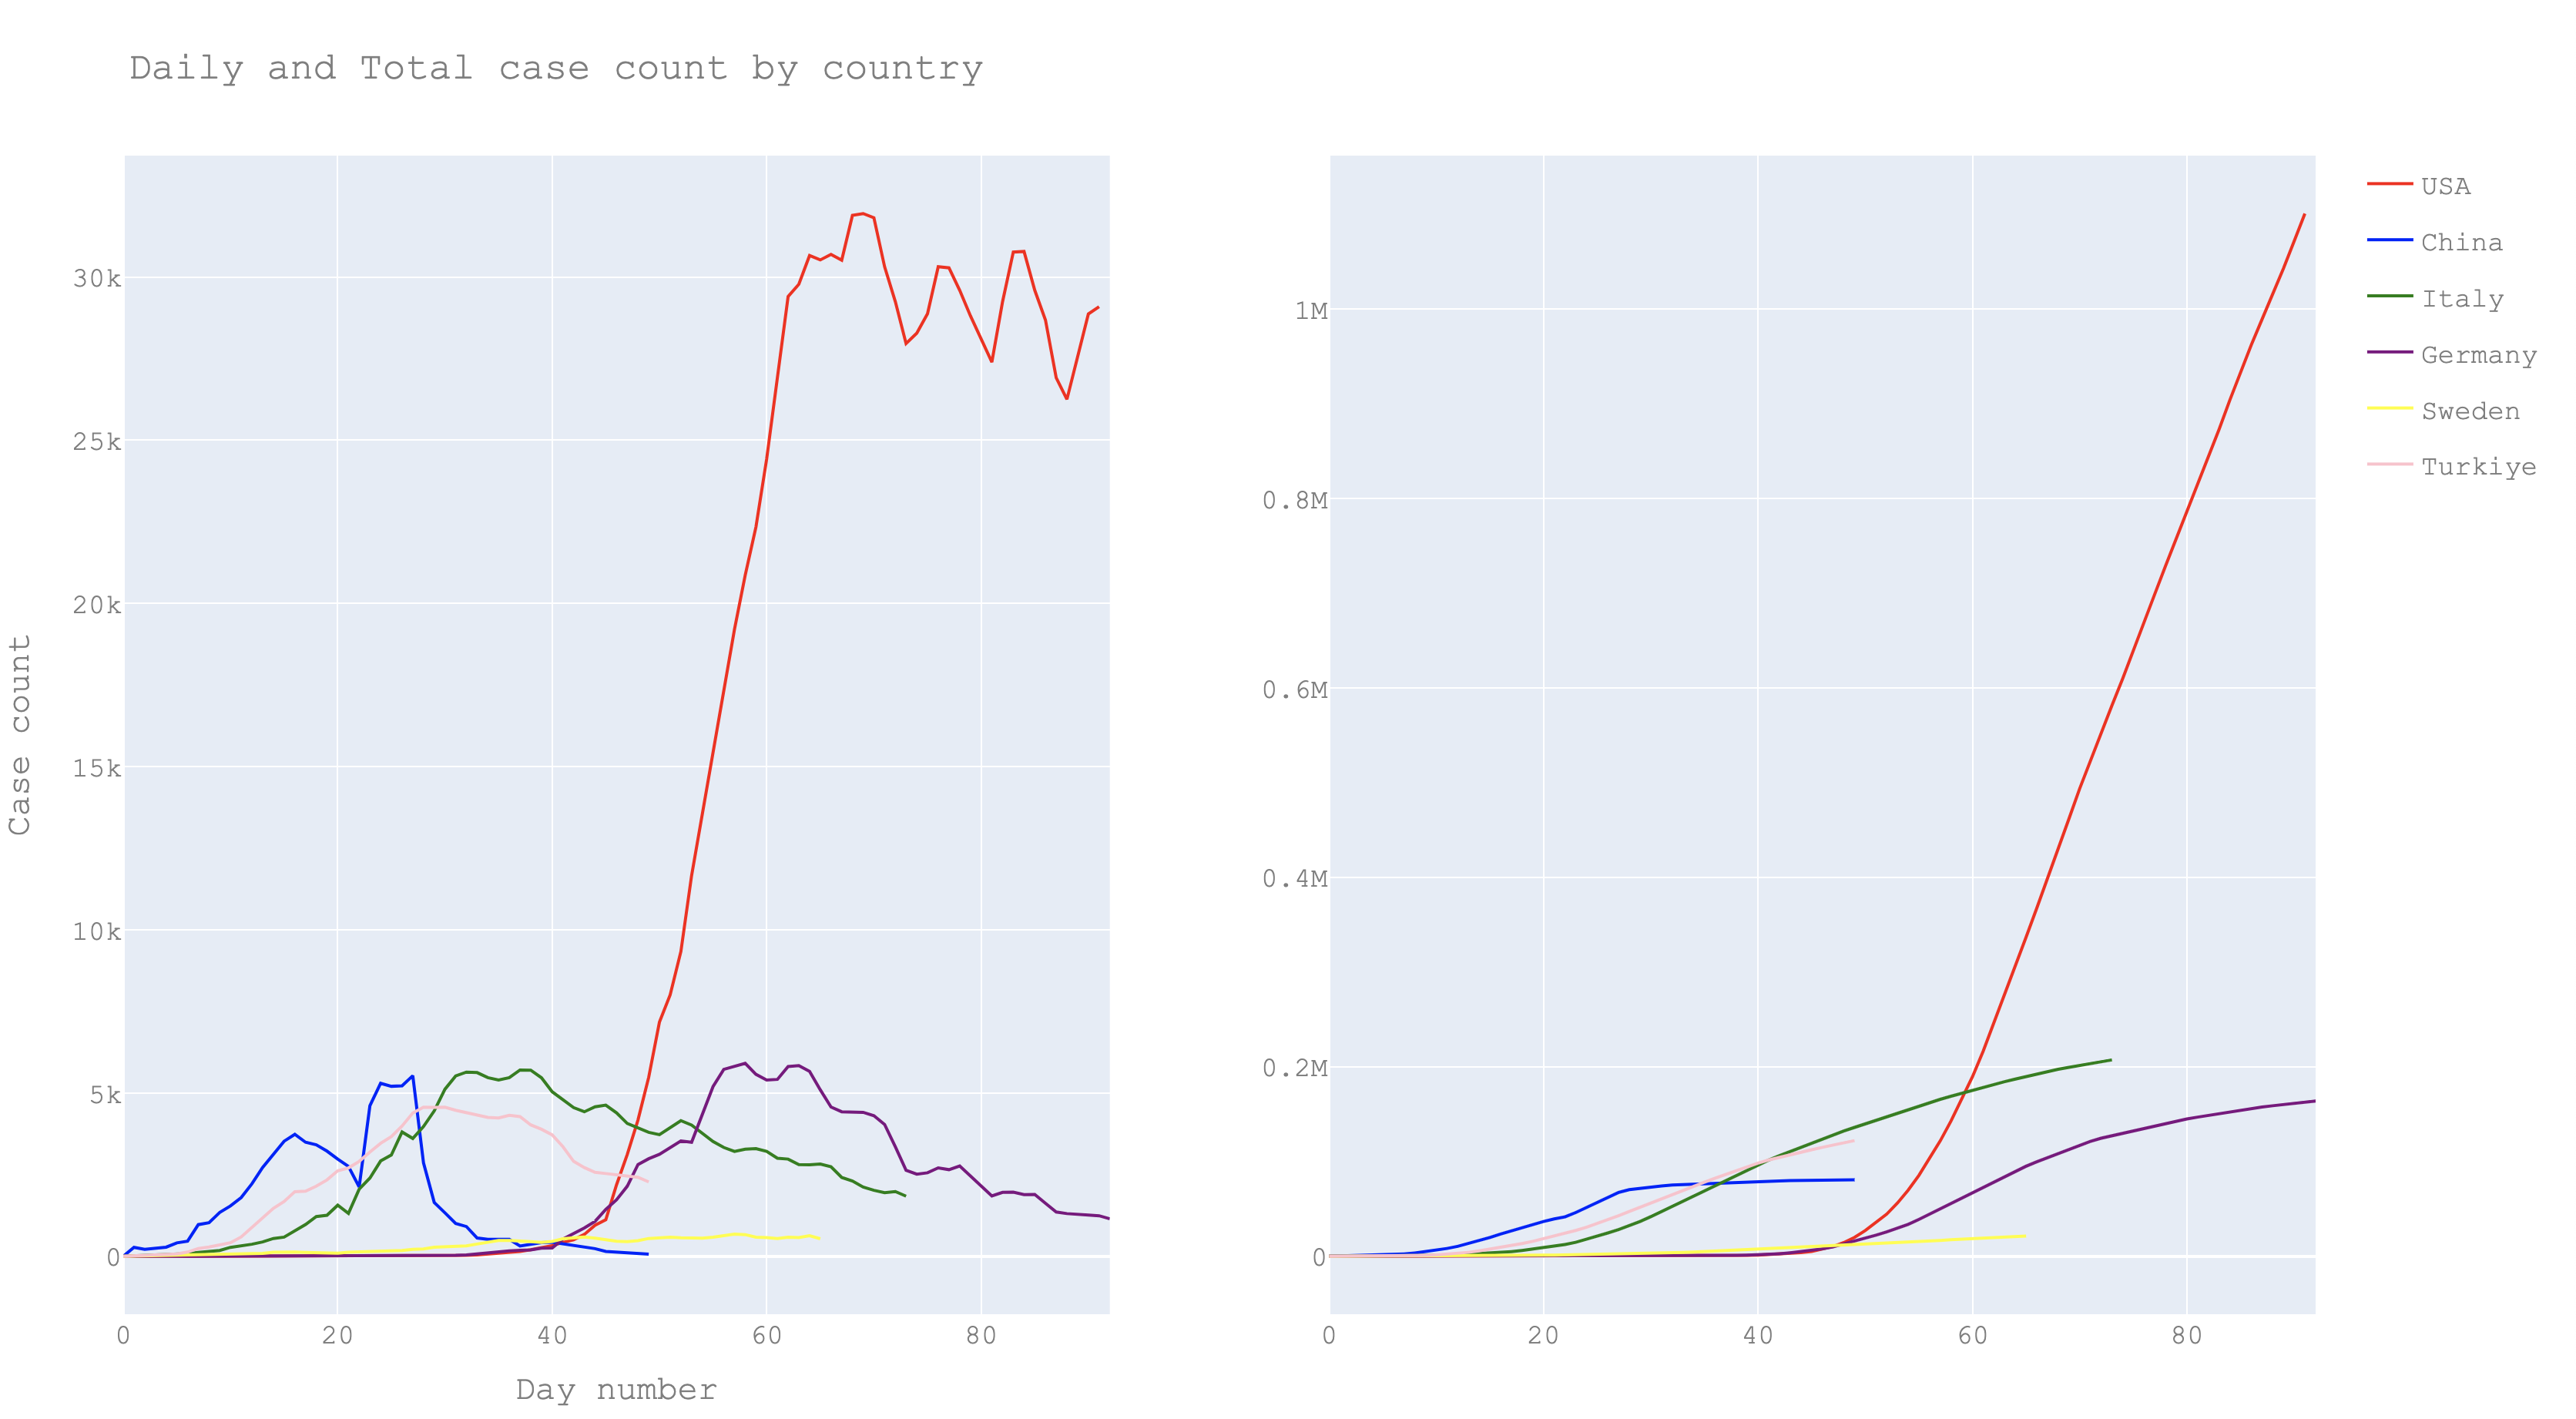 Daily and Total case count by country
Case count
30k
25k
20k
15k
10k
5k
0
0 20 40 60 80
Day number
1M
0.8M
0.6M
0.4M
0.2M
0
0 20 40 60 80
USA
China
Italy
Germany
Sweden
Turkiye